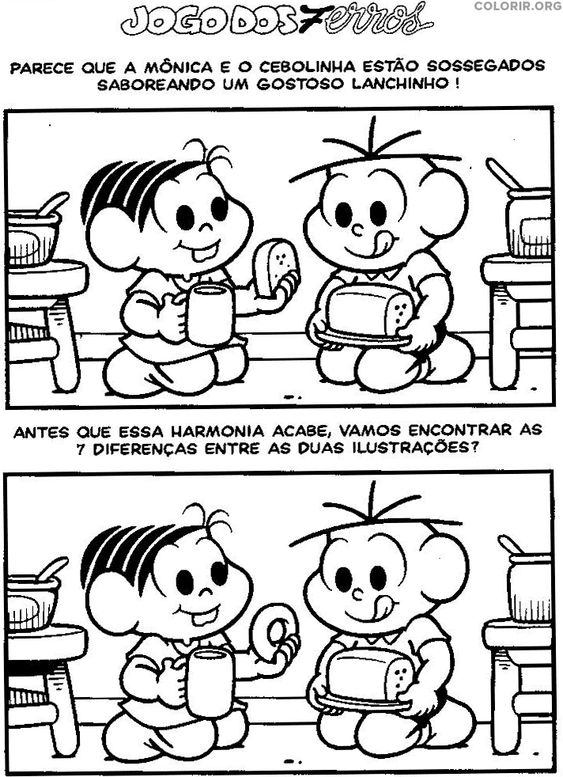 COLORIR.ORG
JOGO DOS 7 erros
PARECE QUE A MÔNICA E O CEBOLINHA ESTÃO SOSSEGADOS
SABOREANDO UM GOSTOSO LANCHINHO !
ANTES QUE ESSA HARMONIA ACABE, VAMOS ENCONTRAR AS
7 DIFERENÇAS ENTRE AS DUAS ILUSTRAÇÕES?